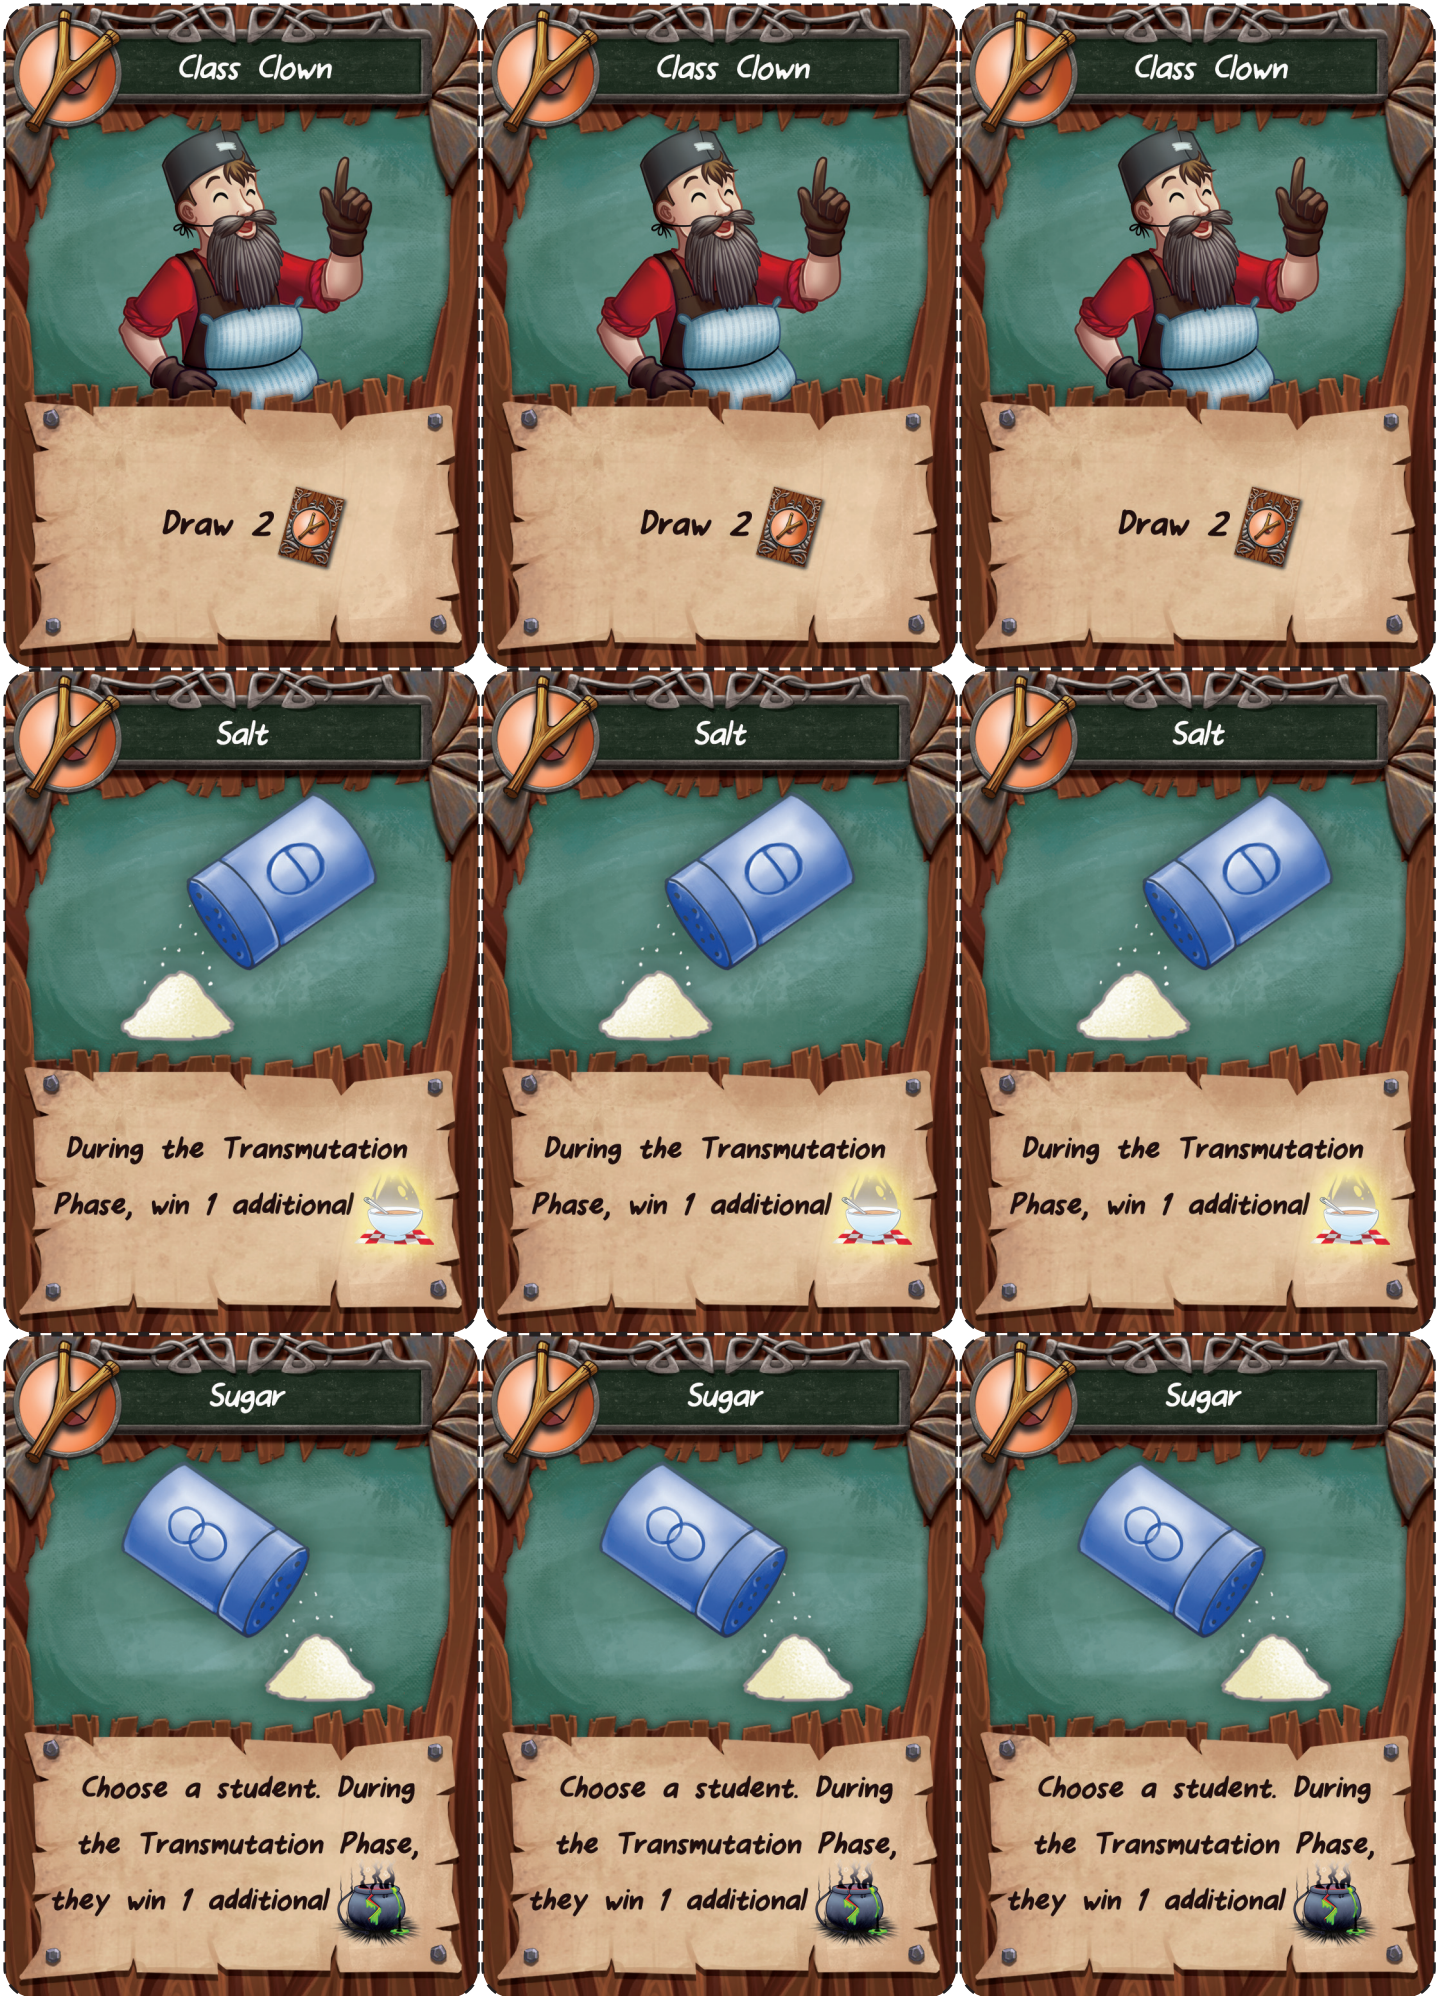 Class Clown
Class Clown
Class Clown
Draw 2
Draw 2
Draw 2
Salt
Salt
Salt
During the Transmutation
Phase, win 1 additional
During the Transmutation
Phase, win 1 additional
During the Transmutation
Phase, win 1 additional
Sugar
Sugar
Sugar
Choose a student. During
the Transmutation Phase,
they win 1 additional
Choose a student. During
the Transmutation Phase,
they win 1 additional
Choose a student. During
the Transmutation Phase,
they win 1 additional